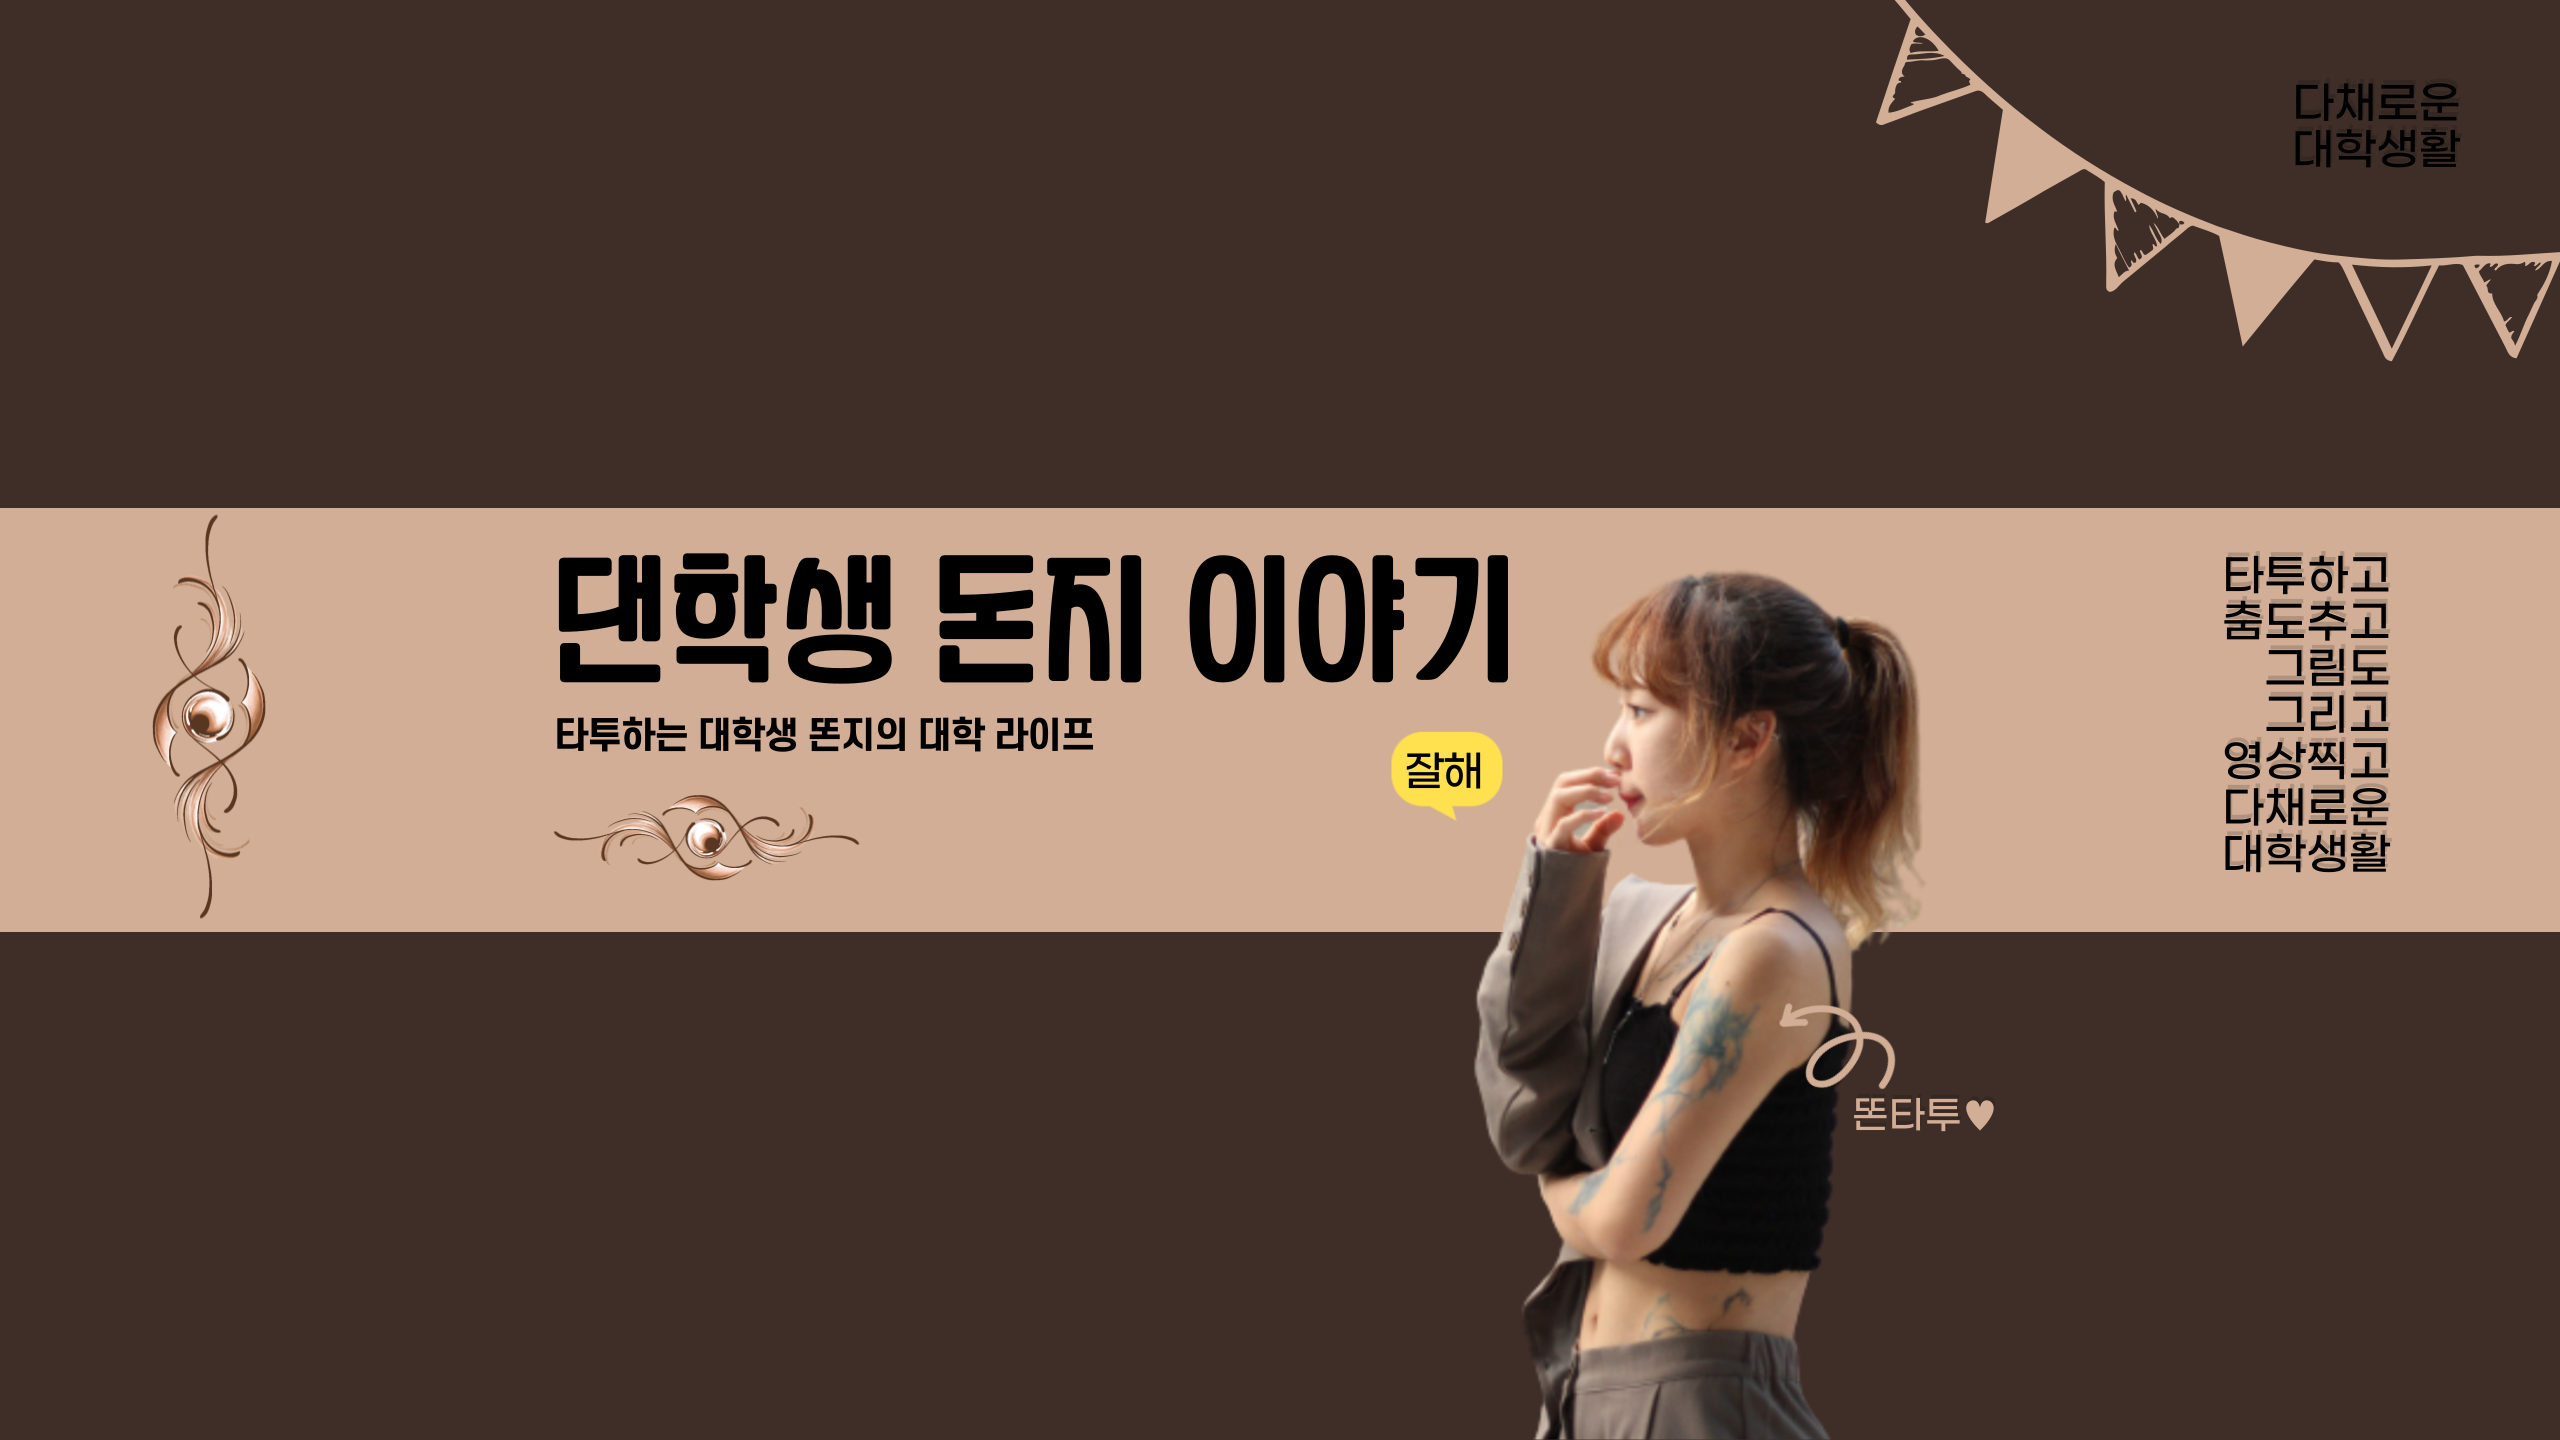 다채로운
대학생활
댄학생 돈지 이야기
타투하는 대학생 똔지의 대학 라이프
잘해
타투하고
춤도추고
그림도
그리고
영상찍고
다채로운
대학생활
똔타투♥